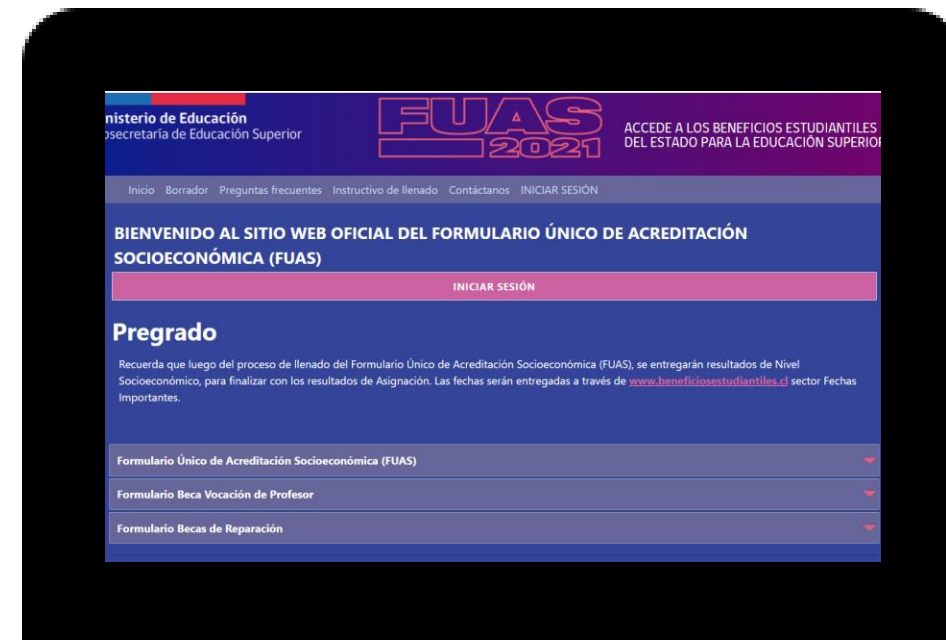 nisterio de Educación
osecretaría de Educación Superior
FUAS
2021
ACCEDE A LOS BENEFICIOS ESTUDIANTILES
DEL ESTADO PARA LA EDUCACIÓN SUPERIOR
Inicio Borrador Preguntas frecuentes Instructivo de llenado Contáctanos INICIAR SESIÓN
BIENVENIDO AL SITIO WEB OFICIAL DEL FORMULARIO ÚNICO DE ACREDITACIÓN
SOCIOECONÓMICA (FUAS)
INICIAR SESIÓN
Pregrado
Recuerda que luego del proceso de llenado del Formulario Único de Acreditación Socioeconómica (FUAS), se entregarán resultados de Nivel
Socioeconómico, para finalizar con los resultados de Asignación. Las fechas serán entregadas a través de www.beneficiosestudiantiles.cl sector Fechas
Importantes.
Formulario Único de Acreditación Socioeconómica (FUAS)
Formulario Beca Vocación de Profesor
Formulario Becas de Reparación